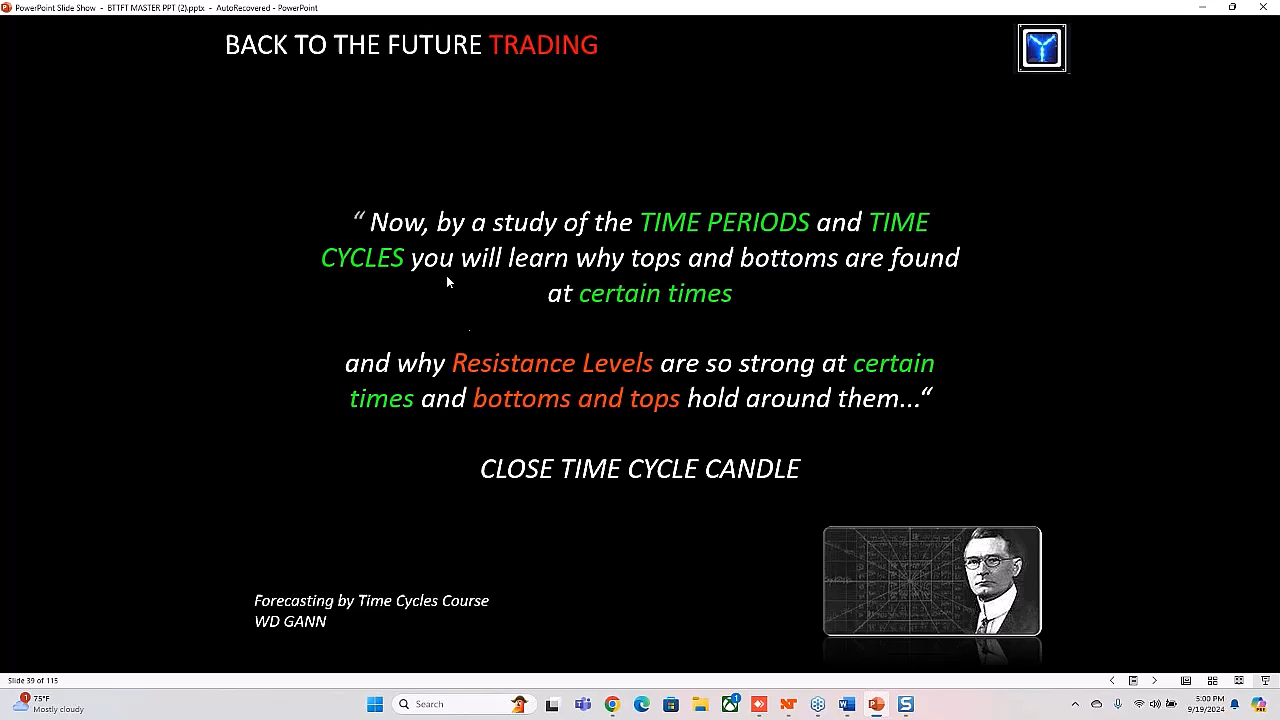 PowerPoint Slide Show - BTTFT MASTER PPT (2).pptx - AutoRecovered - PowerPoint
BACK TO THE FUTURE TRADING
“ Now, by a study of the TIME PERIODS and TIME
CYCLES you will learn why tops and bottoms are found
at certain times
and why Resistance Levels are so strong at certain
times and bottoms and tops hold around them...“
CLOSE TIME CYCLE CANDLE
Forecasting by Time Cycles Course
WD GANN
Slide 39 of 115
1
75°F
Mostly cloudy
Search
1
5:00 PM
9/19/2024